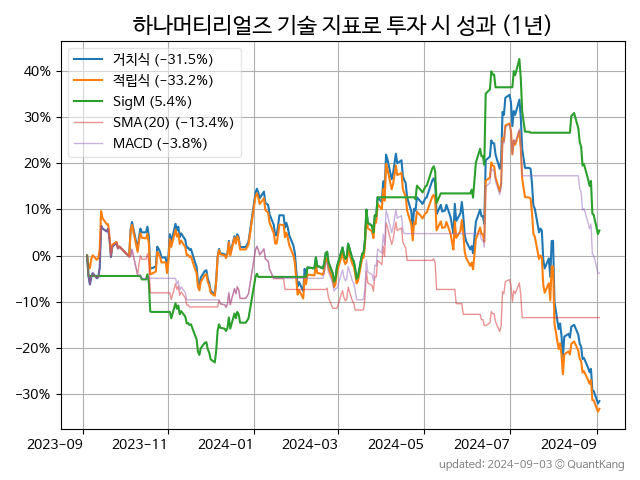 하나머티리얼즈 기술 지표로 투자 시 성과 (1년)
거치식 (−31.5%)
적립식 (−33.2%)
SigM (5.4%)
SMA(20) (−13.4%)
MACD (−3.8%)
40%
30%
20%
10%
0%
−10%
−20%
−30%
2023-09
2023-11
2024-01
2024-03
2024-05
2024-07
2024-09
updated: 2024-09-03 © QuantKang